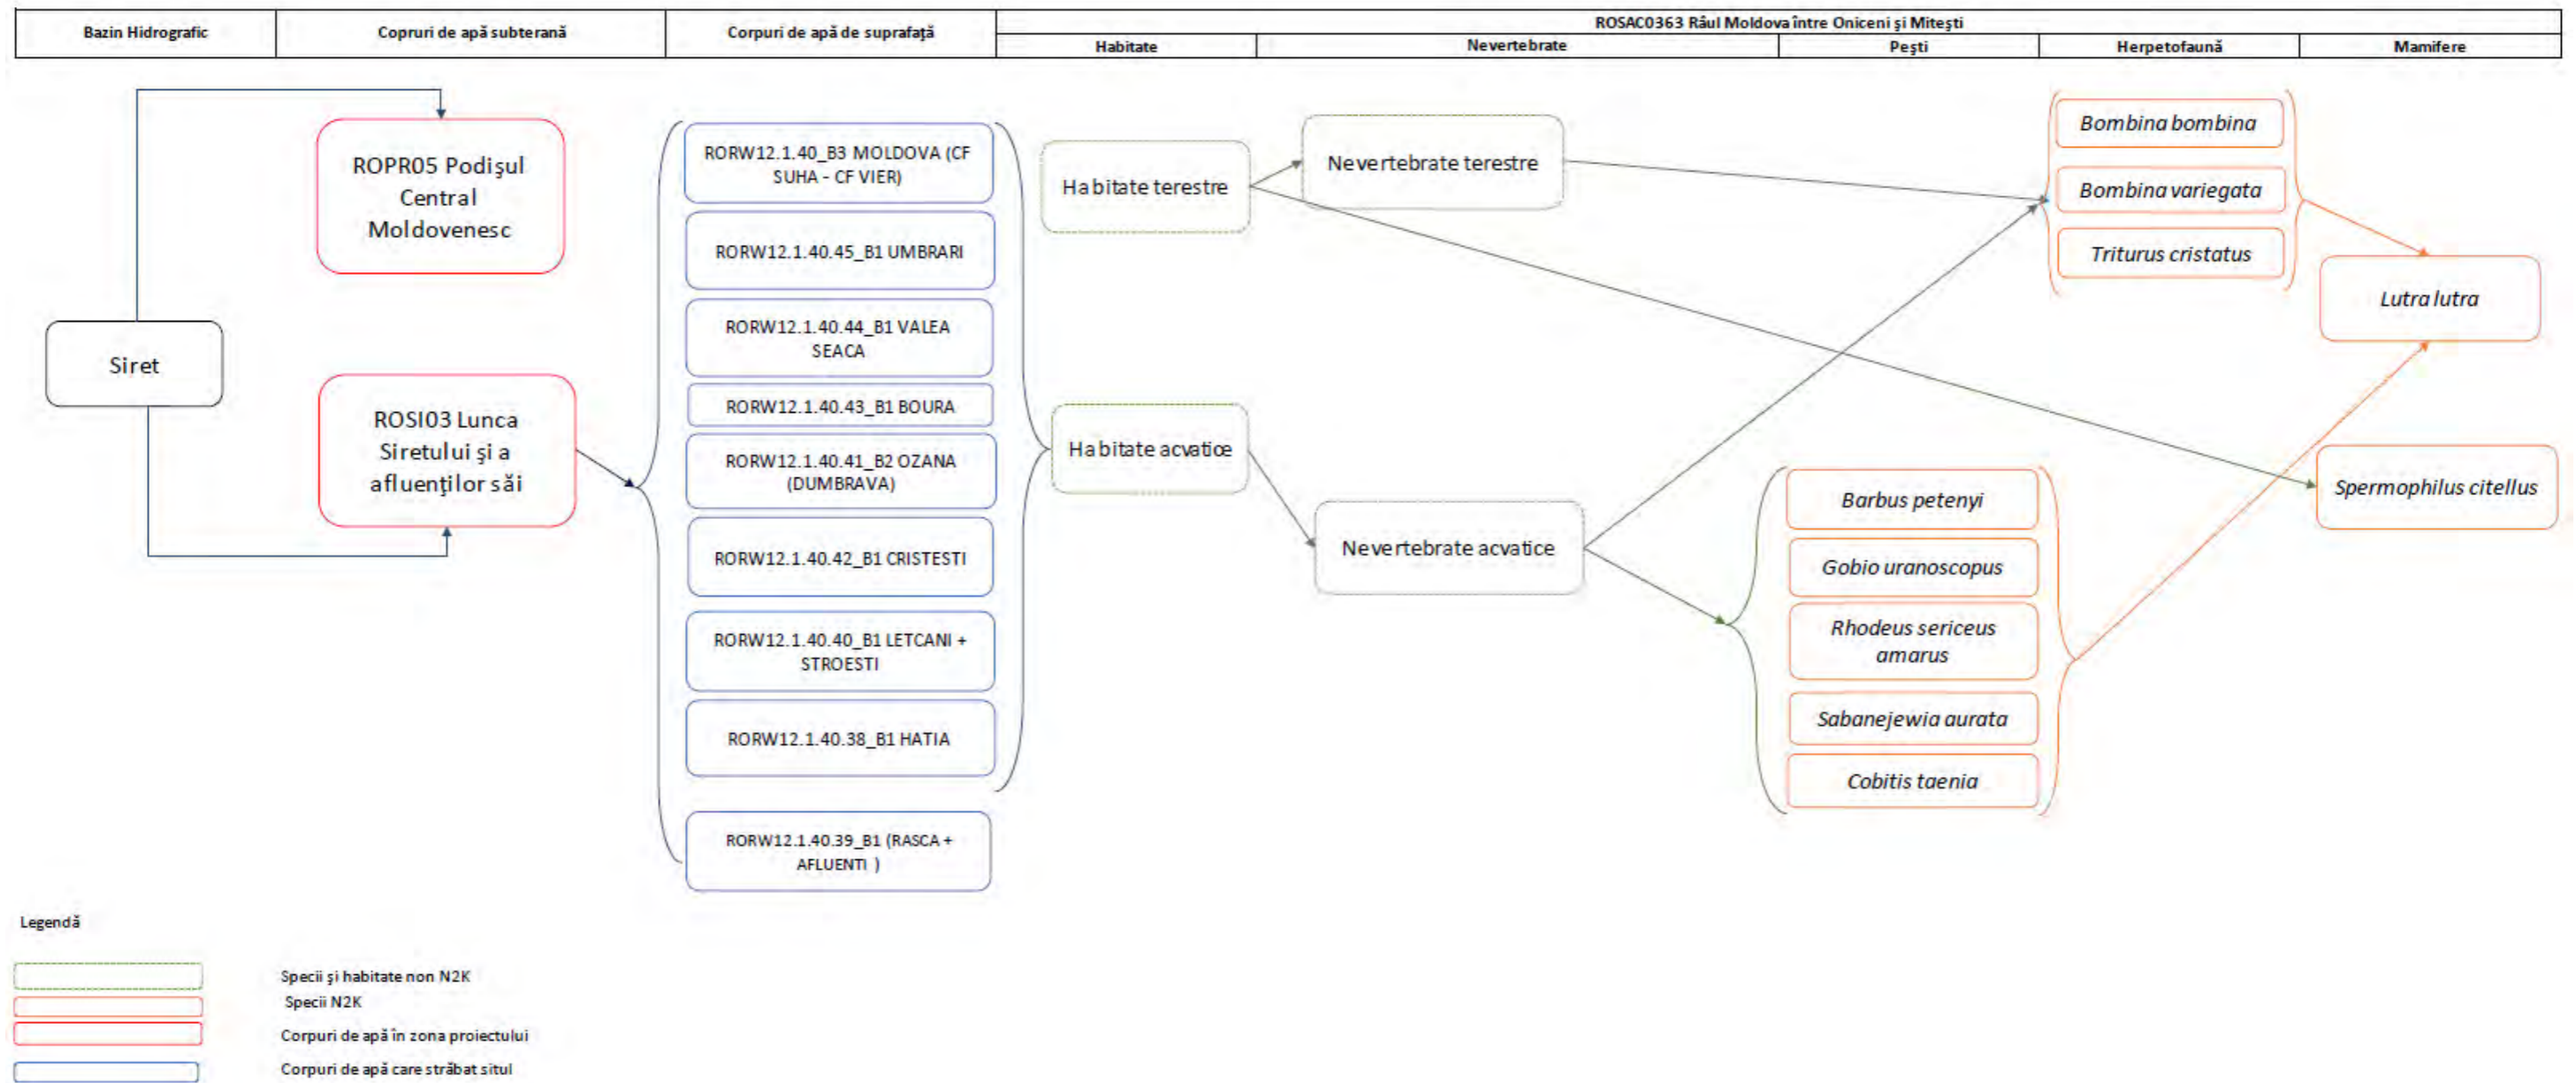 Bazin Hidrografic
Copruri de apă subterană
Corpuri de apă de suprafață
ROSAC0363 Râul Moldova între Oniceni și Mitești
Habitate
Nevertebrate
Pești
Herpetofaună
Mamifere
Siret
ROPR05 Podișul
Central
Moldovenesc
ROSI03 Lunca
Siretului și a
afluenților săi
RORW12.1.40_B3 MOLDOVA (CF
SUHA - CF VIER)
RORW12.1.40.45_B1 UMBRARI
RORW12.1.40.44_B1 VALEA
SEACA
RORW12.1.40.43_B1 BOURA
RORW12.1.40.41_B2 OZANA
(DUMBRAVA)
RORW12.1.40.42_B1 CRISTESTI
RORW12.1.40.40_B1 LETCANI +
STROESTI
RORW12.1.40.38_B1 HATIA
RORW12.1.40.39_B1 (RASCA +
AFLUENTI )
Habitate terestre
Habitate acvatice
Nevertebrate terestre
Nevertebrate acvatice
Barbus petenyi
Gobio uranoscopus
Rhodeus sericeus
amarus
Sabanejewia aurata
Cobitis taenia
Bombina bombina
Bombina variegata
Triturus cristatus
Lutra lutra
Spermophilus citellus
Legendă
Specii și habitate non N2K
Specii N2K
Corpuri de apă în zona proiectului
Corpuri de apă care străbat situl